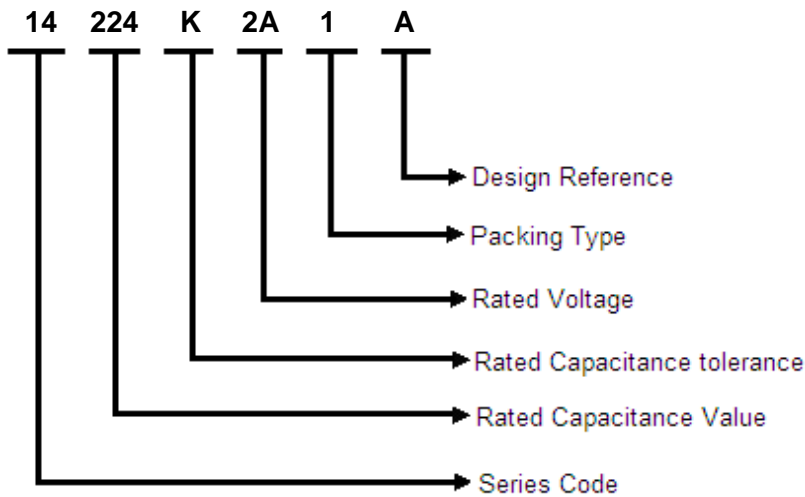 14 224 K 2A 1 A
Design Reference
Packing Type
Rated Voltage
Rated Capacitance tolerance
Rated Capacitance Value
Series Code